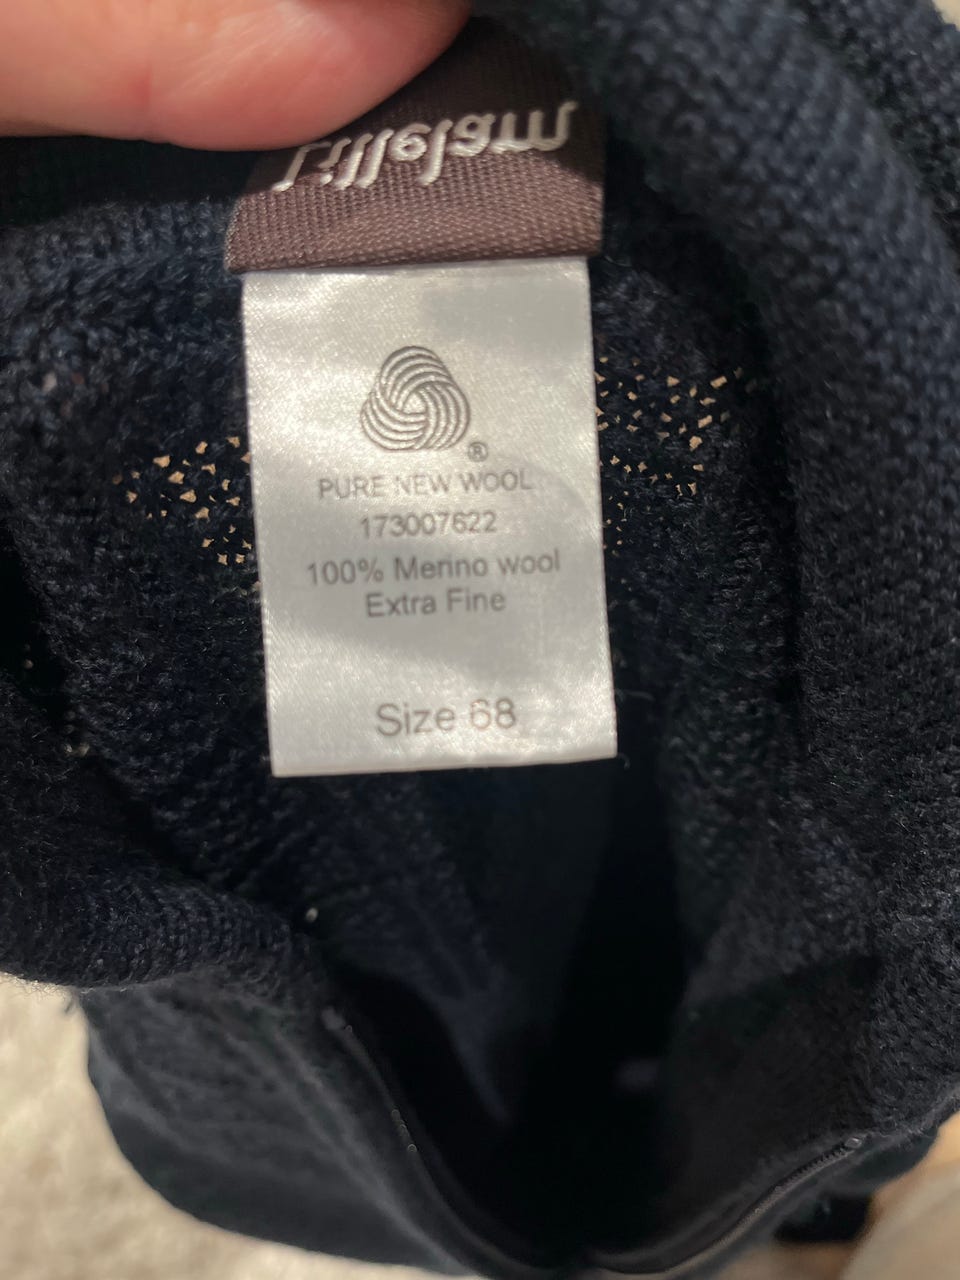 Lillelam
®
PURE NEW WOOL
173007622
100% Merino wool
Extra Fine
Size 68